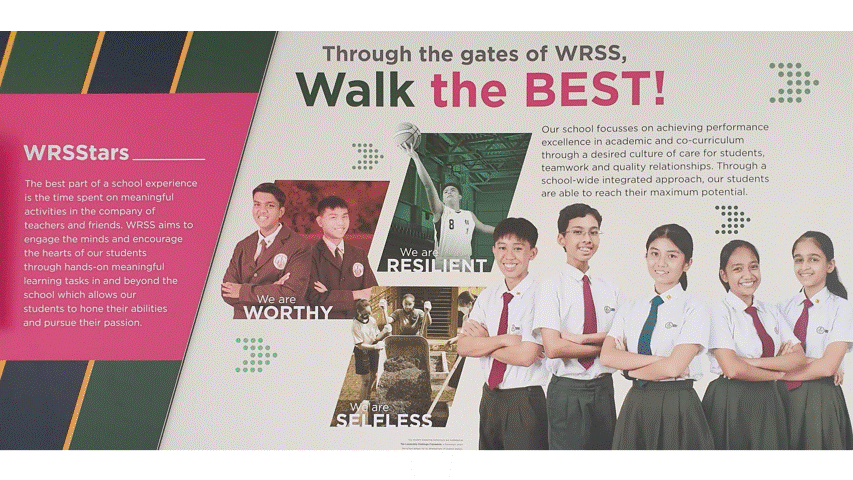 Through the gates of WRSS,
Walk the BEST!
WRSStars
The best part of a school experience
is the time spent on meaningful
activities in the company of
teachers and friends. WRSS aims to
engage the minds and encourage
the hearts of our students
through hands-on meaningful
learning tasks in and beyond the
school which allows our
students to hone their abilities
and pursue their passion.
Our school focusses on achieving performance
excellence in academic and co-curriculum
through a desired culture of care for students,
teamwork and quality relationships. Through a
school-wide integrated approach, our students
are able to reach their maximum potential.
8
We are
RESILIENT
We are
WORTHY
We are
SELFLESS